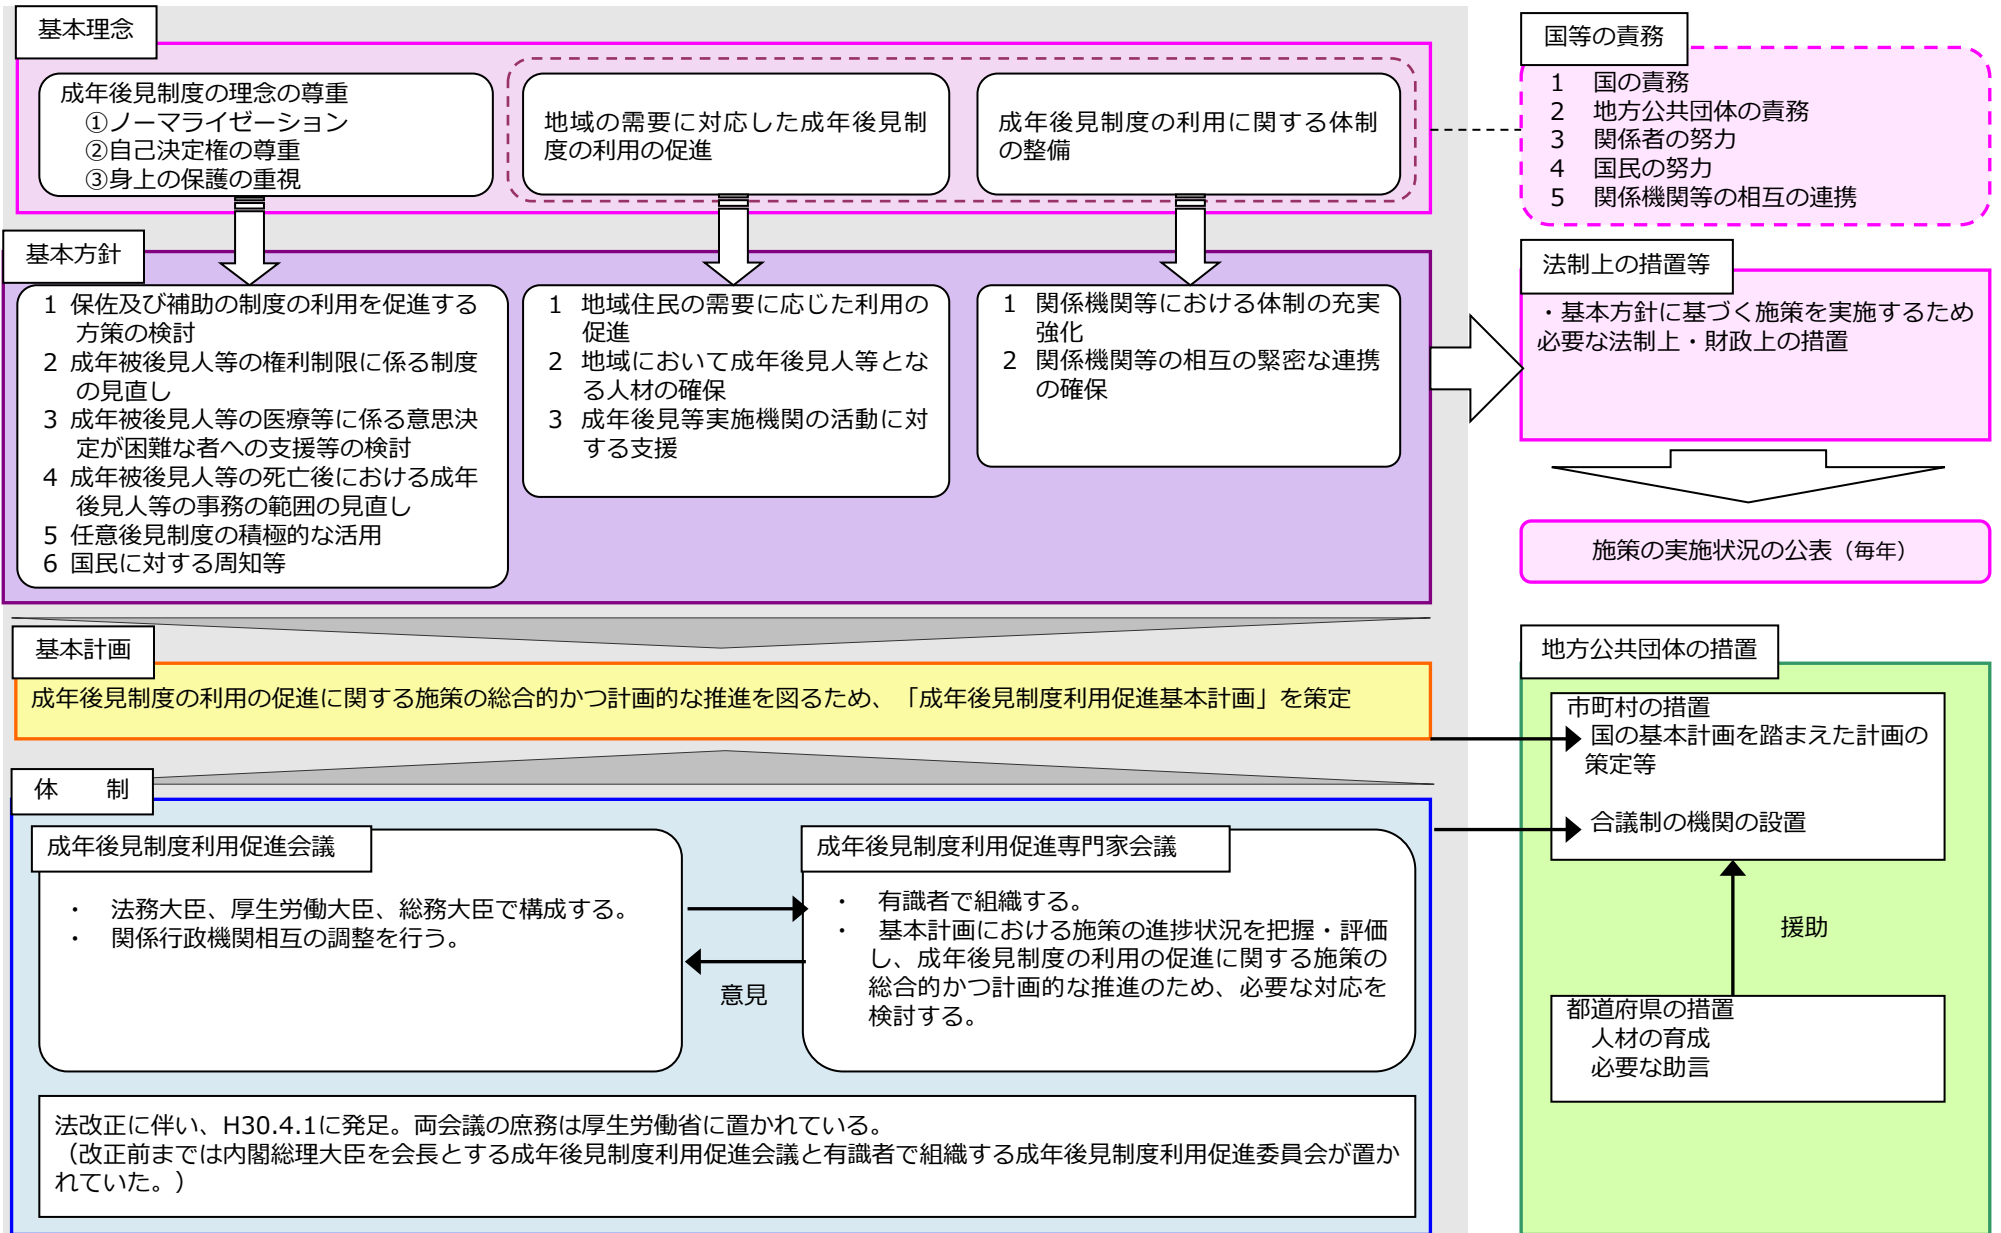 基本理念
成年後見制度の理念の尊重
①ノーマライゼーション
②自己決定権の尊重
③身上の保護の重視
地域の需要に対応した成年後見制
度の利用の促進
成年後見制度の利用に関する体制
の整備
国等の責務
1 国の責務
2 地方公共団体の責務
3 関係者の努力
4 国民の努力
5 関係機関等の相互の連携
基本方針
1 保佐及び補助の制度の利用を促進する
方策の検討
2 成年被後見人等の権利制限に係る制度
の見直し
3 成年被後見人等の医療等に係る意思決
定が困難な者への支援等の検討
4 成年被後見人等の死亡後における成年
後見人等の事務の範囲の見直し
5 任意後見制度の積極的な活用
6 国民に対する周知等
1 地域住民の需要に応じた利用の
促進
2 地域において成年後見人等とな
る人材の確保
3 成年後見等実施機関の活動に対
する支援
1 関係機関等における体制の充実
強化
2 関係機関等の相互の緊密な連携
の確保
法制上の措置等
・基本方針に基づく施策を実施するため
必要な法制上・財政上の措置
施策の実施状況の公表（毎年）
基本計画
成年後見制度の利用の促進に関する施策の総合的かつ計画的な推進を図るため、「成年後見制度利用促進基本計画」を策定
体 制
成年後見制度利用促進会議
・ 法務大臣、厚生労働大臣、総務大臣で構成する。
・ 関係行政機関相互の調整を行う。
意見
成年後見制度利用促進専門家会議
・ 有識者で組織する。
・ 基本計画における施策の進捗状況を把握・評価
し、成年後見制度の利用の促進に関する施策の
総合的かつ計画的な推進のため、必要な対応を
検討する。
法改正に伴い、H30.4.1に発足。両会議の庶務は厚生労働省に置かれている。
（改正前までは内閣総理大臣を会長とする成年後見制度利用促進会議と有識者で組織する成年後見制度利用促進委員会が置か
れていた。）
地方公共団体の措置
市町村の措置
国の基本計画を踏まえた計画の
策定等
合議制の機関の設置
援助
都道府県の措置
人材の育成
必要な助言